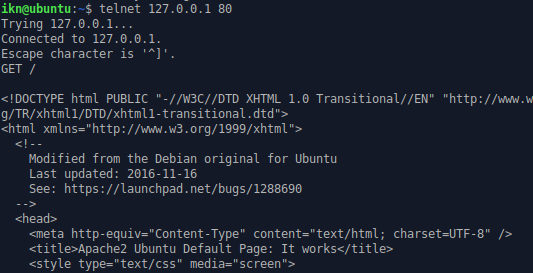 ikn@ubuntu:~$ telnet 127.0.0.1 80
Trying 127.0.0.1...
Connected to 127.0.0.1.
Escape character is '^]'.
GET /

<!DOCTYPE html PUBLIC "-//W3C//DTD XHTML 1.0 Transitional//EN" "http://www.w
g/TR/xhtml1/DTD/xhtml1-transitional.dtd">
<html xmlns="http://www.w3.org/1999/xhtml">
  <!--
    Modified from the Debian original for Ubuntu
    Last updated: 2016-11-16
    See: https://launchpad.net/bugs/1288690
  -->
  <head>
    <meta http-equiv="Content-Type" content="text/html; charset=UTF-8" />
    <title>Apache2 Ubuntu Default Page: It works</title>
    <style type="text/css" media="screen">